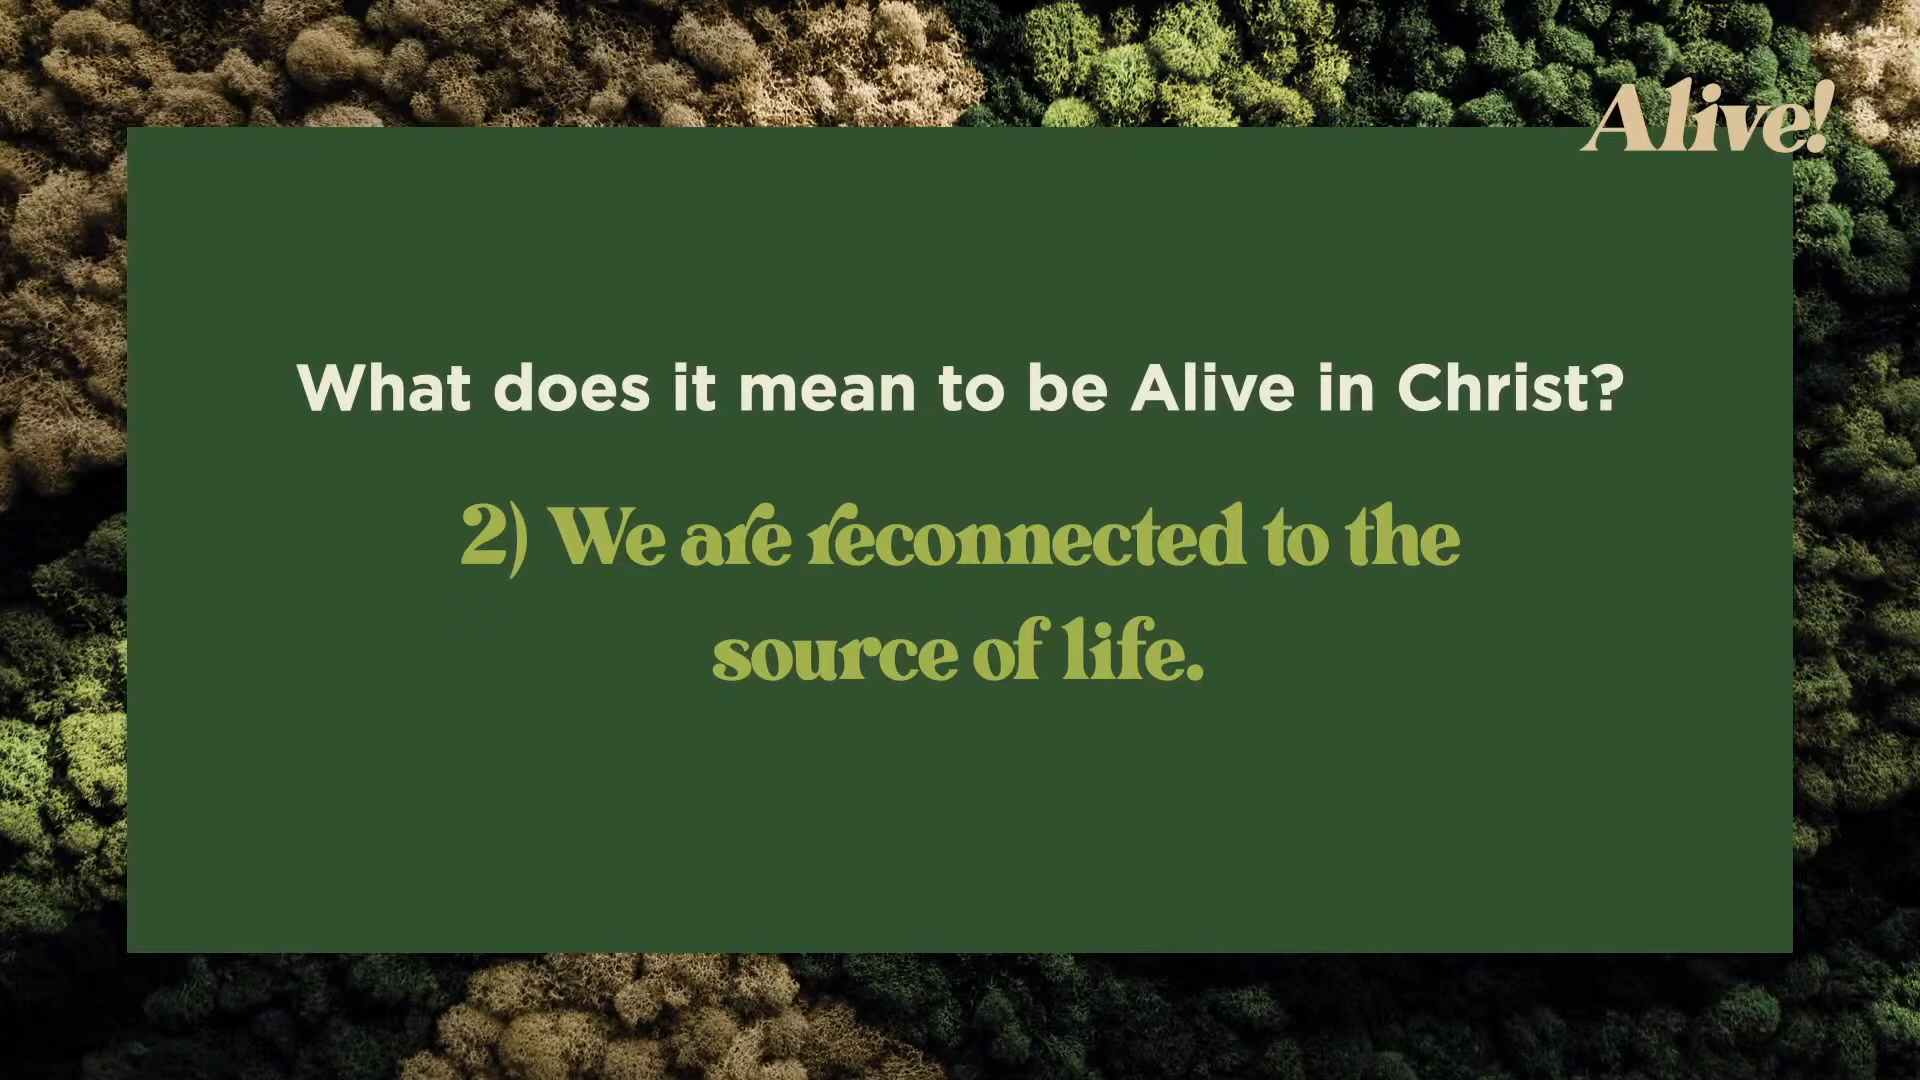 Alive!
What does it mean to be Alive in Christ?
2) We are reconnected to the
source of life.